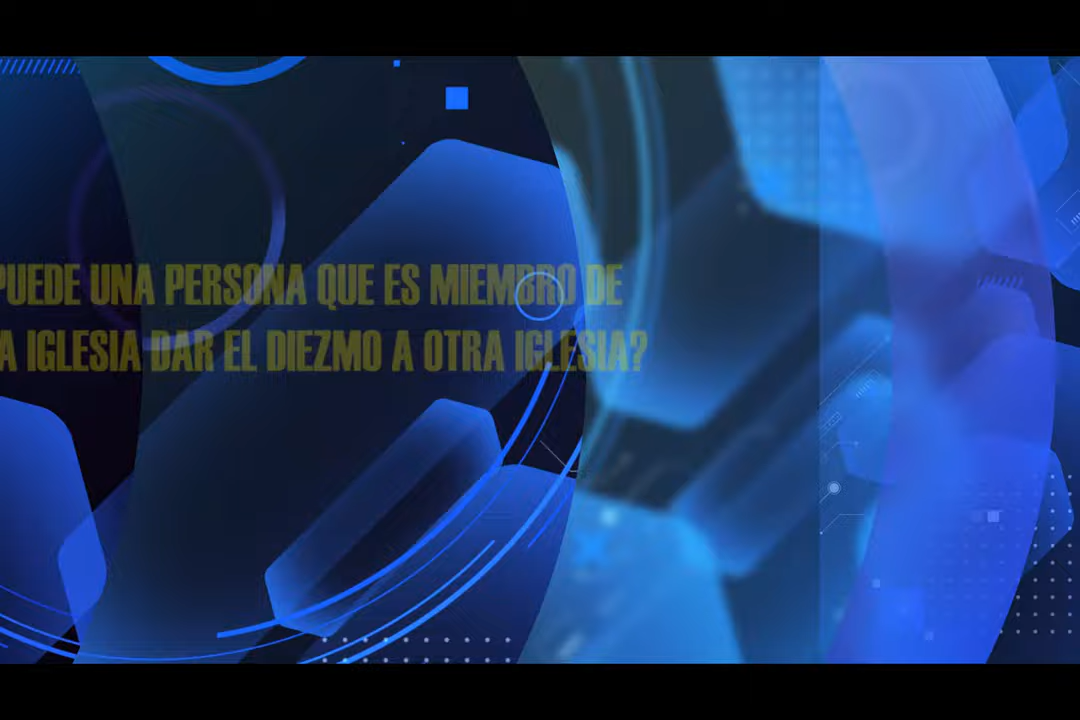 PUEDE UNA PERSONA QUE ES MIEMBRO DE
A IGLESIA DAR EL DIEZMO A OTRA IGLESIA?